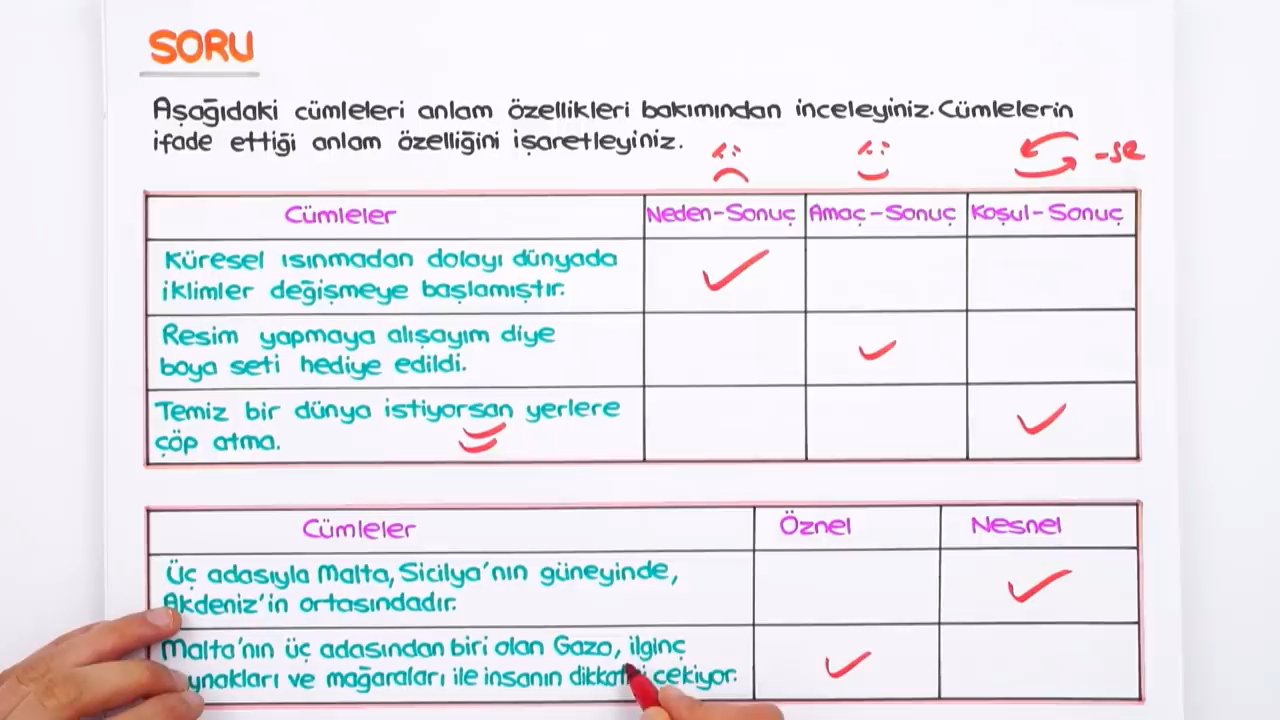 SORU
Aşağıdaki cümleleri anlam özellikleri bakımından inceleyiniz. Cümlelerin
ifade ettiği anlam özelliğini işaretleyiniz.
-se
Cümleler Neden-Sonuç Amaç-Sonuç Koşul-Sonuç
Küresel ısınmadan dolayı dünyada
iklimler değişmeye başlamıştır.
Resim yapmaya alışayım diye
boya seti hediye edildi.
Temiz bir dünya istiyorsan yerlere
çöp atma.
Cümleler Öznel Nesnel
Üç adasıyla Malta, Sicilya'nın güneyinde,
Akdeniz'in ortasındadır.
Malta'nın üç adasından biri olan Gazo, ilginç
ve mağaraları ile insanın çekiyor.